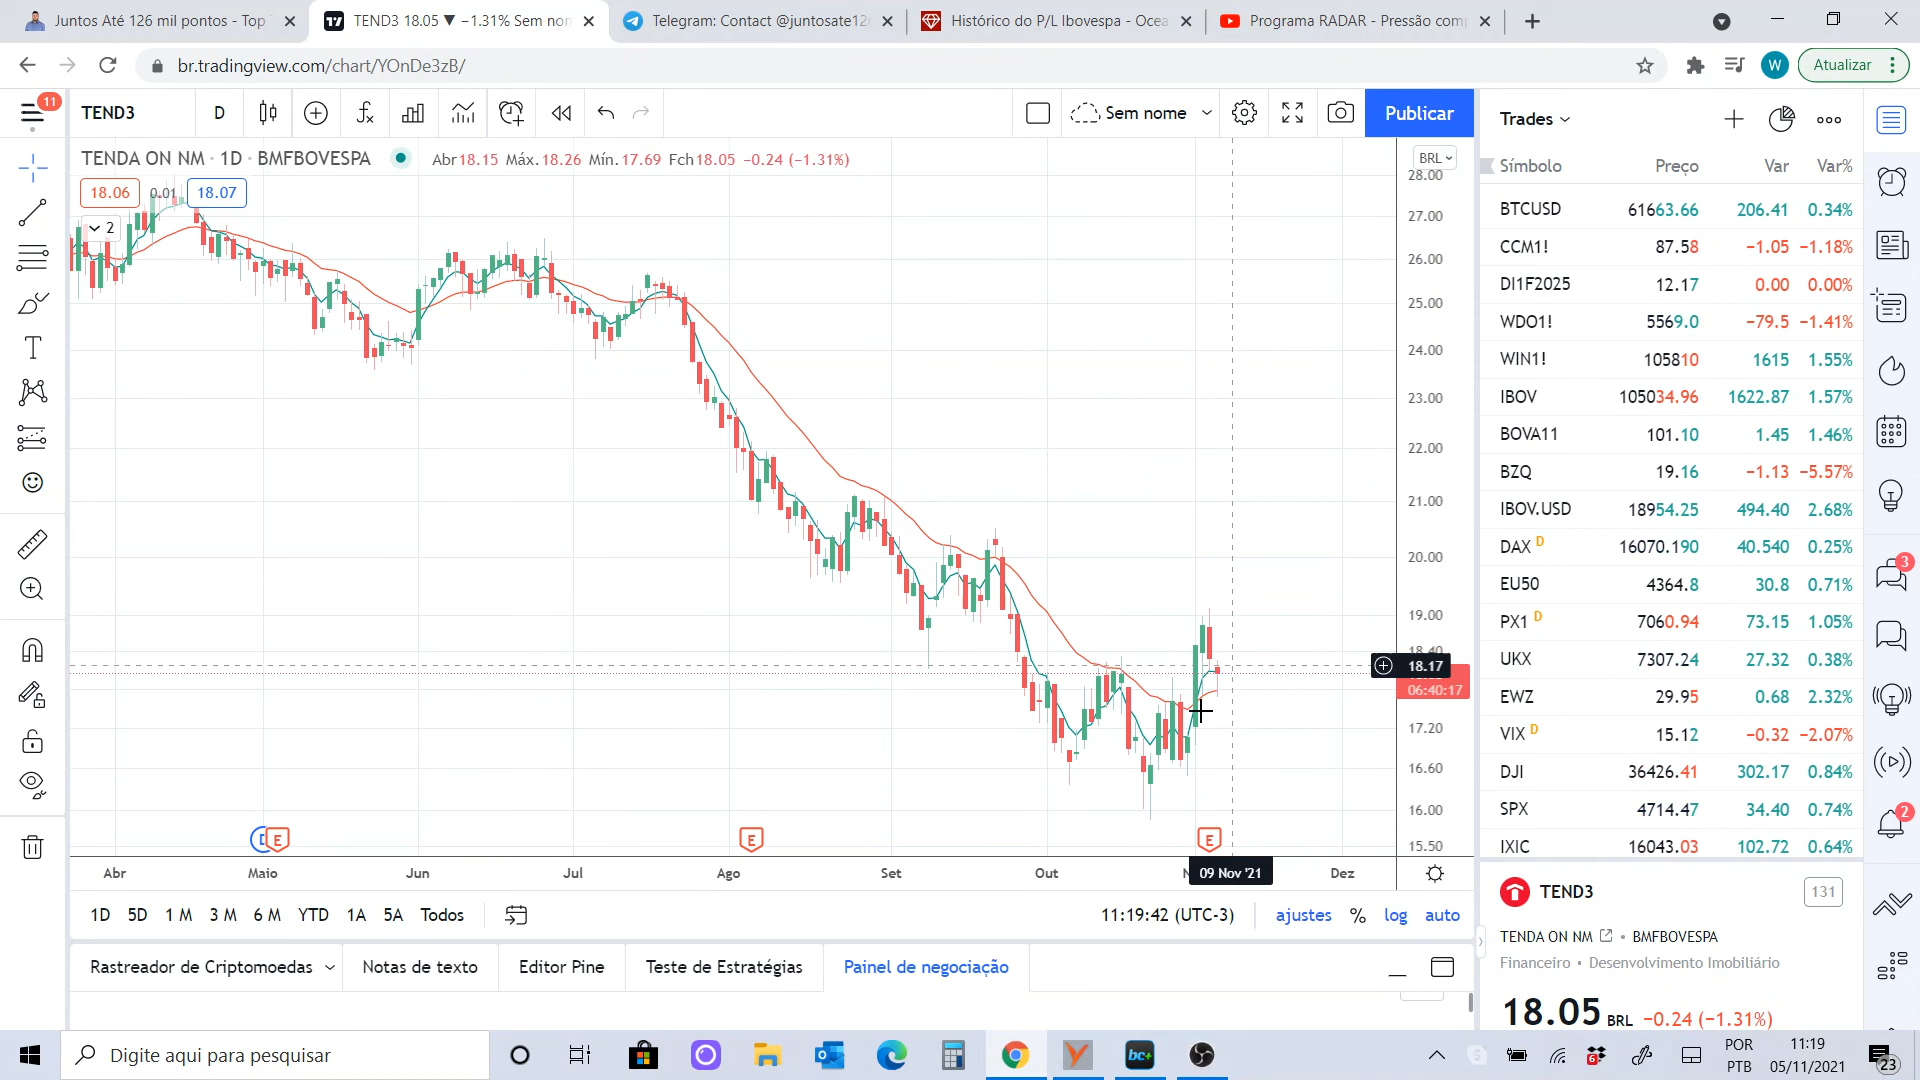 Juntos Até 126 mil pontos - Top
TEND3 18.05 ▼ −1.31% Sem nom
Telegram: Contact @juntosate126
Histórico do P/L Ibovespa - Ocea
Programa RADAR - Pressão comp
br.tradingview.com/chart/YOnDe3zB/
W
Atualizar
11
TEND3
D
Sem nome
Publicar
TENDA ON NM · 1D · BMFBOVESPA
Abr18.15 Máx.18.26 Mín.17.69 Fch18.05 −0.24 (−1.31%)
18.06
0.01
18.07
2
BRL
28.00
27.00
26.00
25.00
24.00
23.00
22.00
21.00
20.00
19.00
18.40
18.17
06:40:17
17.20
16.60
16.00
15.50
E
E
E
Abr
Maio
Jun
Jul
Ago
Set
Out
09 Nov '21
Dez
1D 5D 1 M 3 M 6 M YTD 1A 5A Todos
11:19:42 (UTC-3)
ajustes % log auto
Rastreador de Criptomoedas
Notas de texto
Editor Pine
Teste de Estratégias
Painel de negociação
Trades
Símbolo Preço Var Var%
BTCUSD 61663.66 206.41 0.34%
CCM1! 87.58 −1.05 −1.18%
DI1F2025 12.17 0.00 0.00%
WDO1! 5569.0 −79.5 −1.41%
WIN1! 105810 1615 1.55%
IBOV 105034.96 1622.87 1.57%
BOVA11 101.10 1.45 1.46%
BZQ 19.16 −1.13 −5.57%
IBOV.USD 18954.25 494.40 2.68%
DAX D 16070.190 40.540 0.25%
EU50 4364.8 30.8 0.71%
PX1 D 7060.94 73.15 1.05%
UKX 7307.24 27.32 0.38%
EWZ 29.95 0.68 2.32%
VIX D 15.12 −0.32 −2.07%
DJI 36426.41 302.17 0.84%
SPX 4714.47 34.40 0.74%
IXIC 16043.03 102.72 0.64%
TEND3
131
TENDA ON NM • BMFBOVESPA
Financeiro • Desenvolvimento Imobiliário
18.05 BRL −0.24 (−1.31%)
3
2
Digite aqui para pesquisar
bc+
6
POR
PTB
11:19
05/11/2021
23